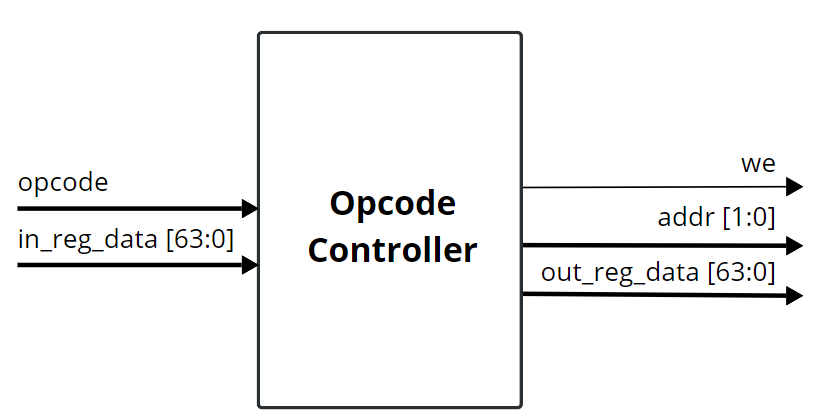 opcode
in_reg_data [63:0]
Opcode
Controller
we
addr [1:0]
out_reg_data [63:0]